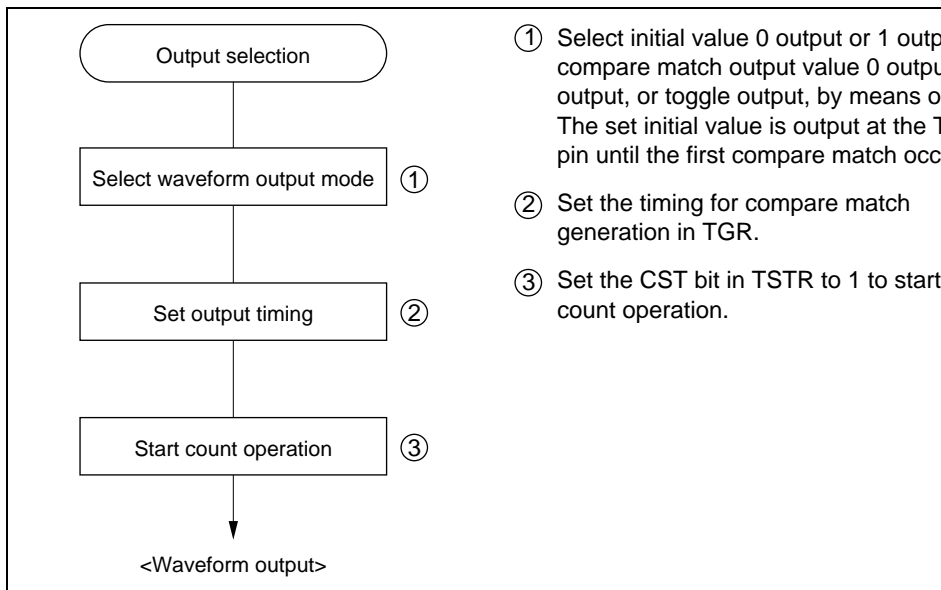 Output selection
Select waveform output mode ①
Set output timing ②
Start count operation ③
<Waveform output>
① Select initial value 0 output or 1
compare match output value 0
output, or toggle output, by means
The set initial value is output at the
pin until the first compare match
② Set the timing for compare match
generation in TGR.
③ Set the CST bit in TSTR to 1 to start
count operation.